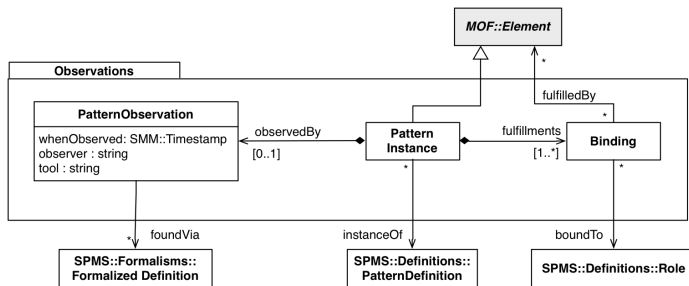 MOF::Element
Observations
*
fulfilledBy
*
PatternObservation
whenObserved: SMM::Timestamp
observer : string
tool : string
observedBy
[0..1]
Pattern
Instance
*
fulfillments
[1..*]
Binding
*
* foundVia
instanceOf
boundTo
SPMS::Formalisms::
Formalized Definition
SPMS::Definitions::
PatternDefinition
SPMS::Definitions::Role